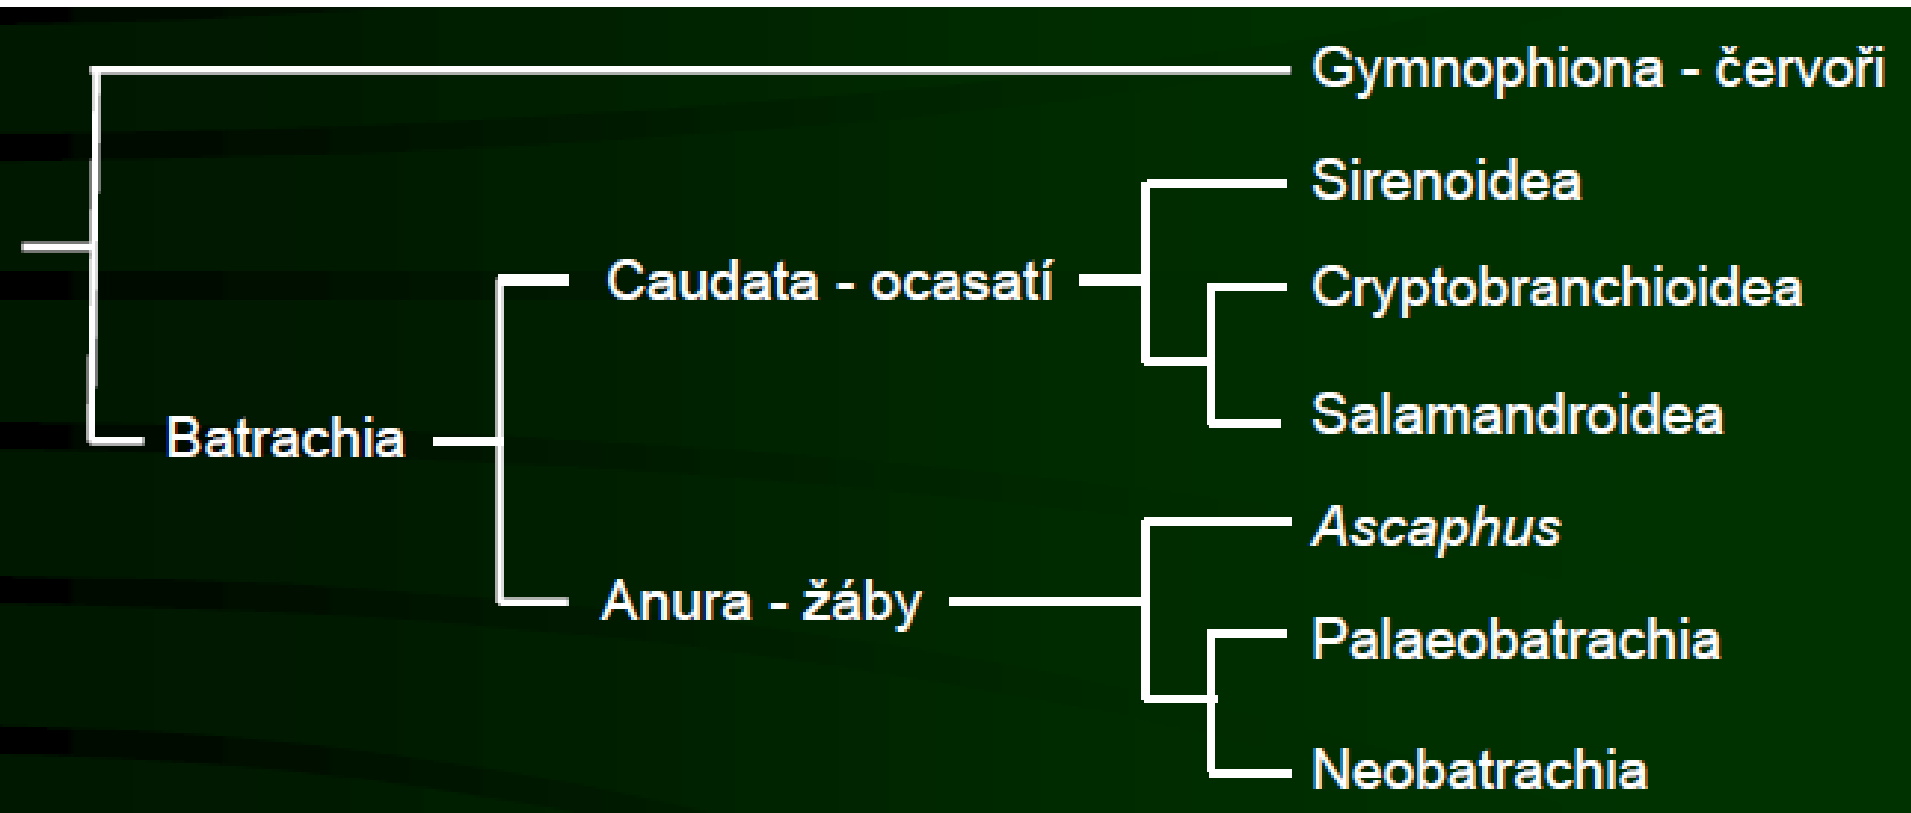 Gymnophiona - červoři
Sirenoidea
Caudata - ocasatí
Cryptobranchioidea
Salamandroidea
Batrachia
Ascaphus
Anura - žáby
Palaeobatrachia
Neobatrachia